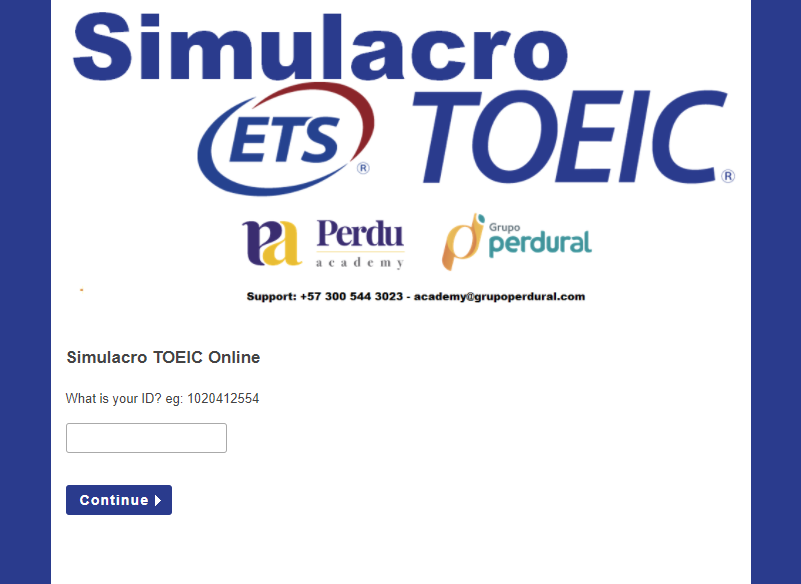 Simulacro
ETS® TOEIC®
pa Perdu
academy
Grupo
perdural
Support: +57 300 544 3023 - academy@grupoperdural.com
Simulacro TOEIC Online
What is your ID? eg: 1020412554
Continue